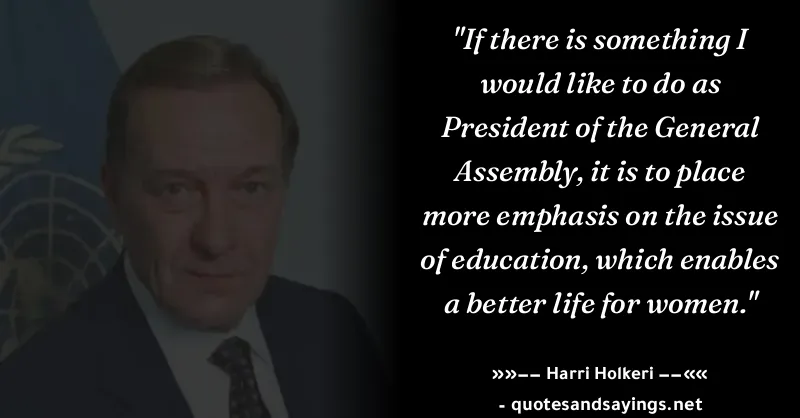 "If there is something I
would like to do as
President of the General
Assembly, it is to place
more emphasis on the issue
of education, which enables
a better life for women."
»»–– Harri Holkeri ––««
- quotesandsayings.net